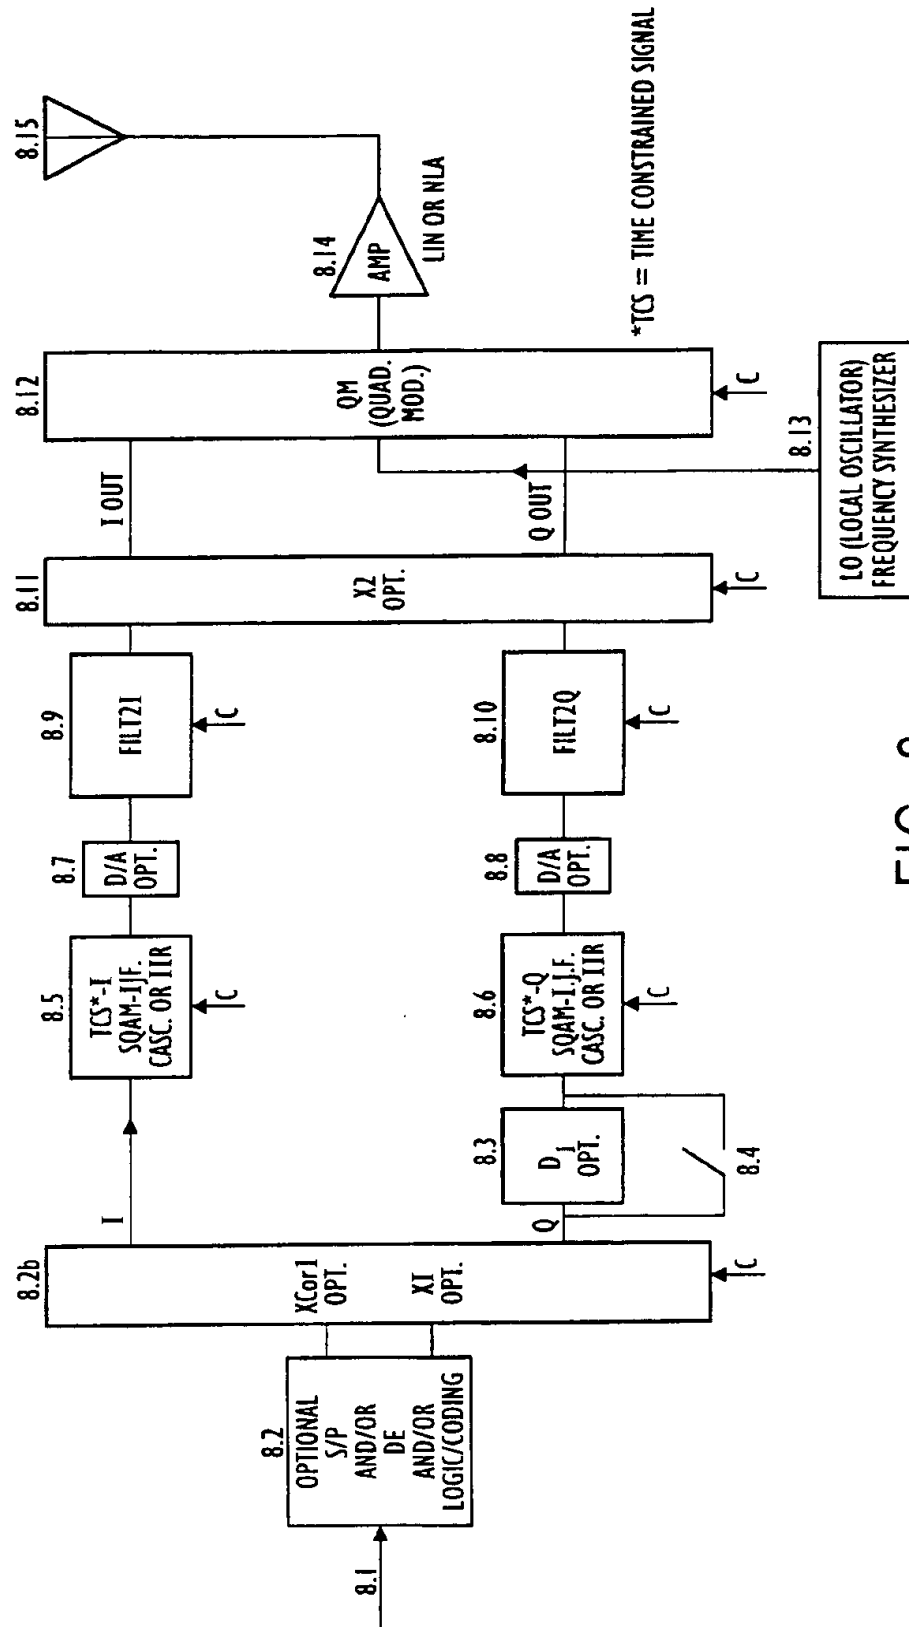 8.1
8.2
OPTIONAL
S/P
AND/OR
DE
AND/OR
LOGIC/CODING
8.2b
XCor1
OPT.
XI
OPT.
C
I
Q
8.3
D1
OPT.
8.4
8.5
TCS*-I
SQAM-IJF.
CASC. OR IIR
C
8.6
TCS*-Q
SQAM-I.J.F.
CASC. OR IIR
C
8.7
D/A
OPT.
8.8
D/A
OPT.
8.9
FILT2I
C
8.10
FILT2Q
C
8.11
X2
OPT.
C
I OUT
Q OUT
8.12
QM
(QUAD.
MOD.)
C
8.13
LO (LOCAL OSCILLATOR)
FREQUENCY SYNTHESIZER
8.14
AMP
LIN OR NLA
8.15
*TCS = TIME CONSTRAINED SIGNAL